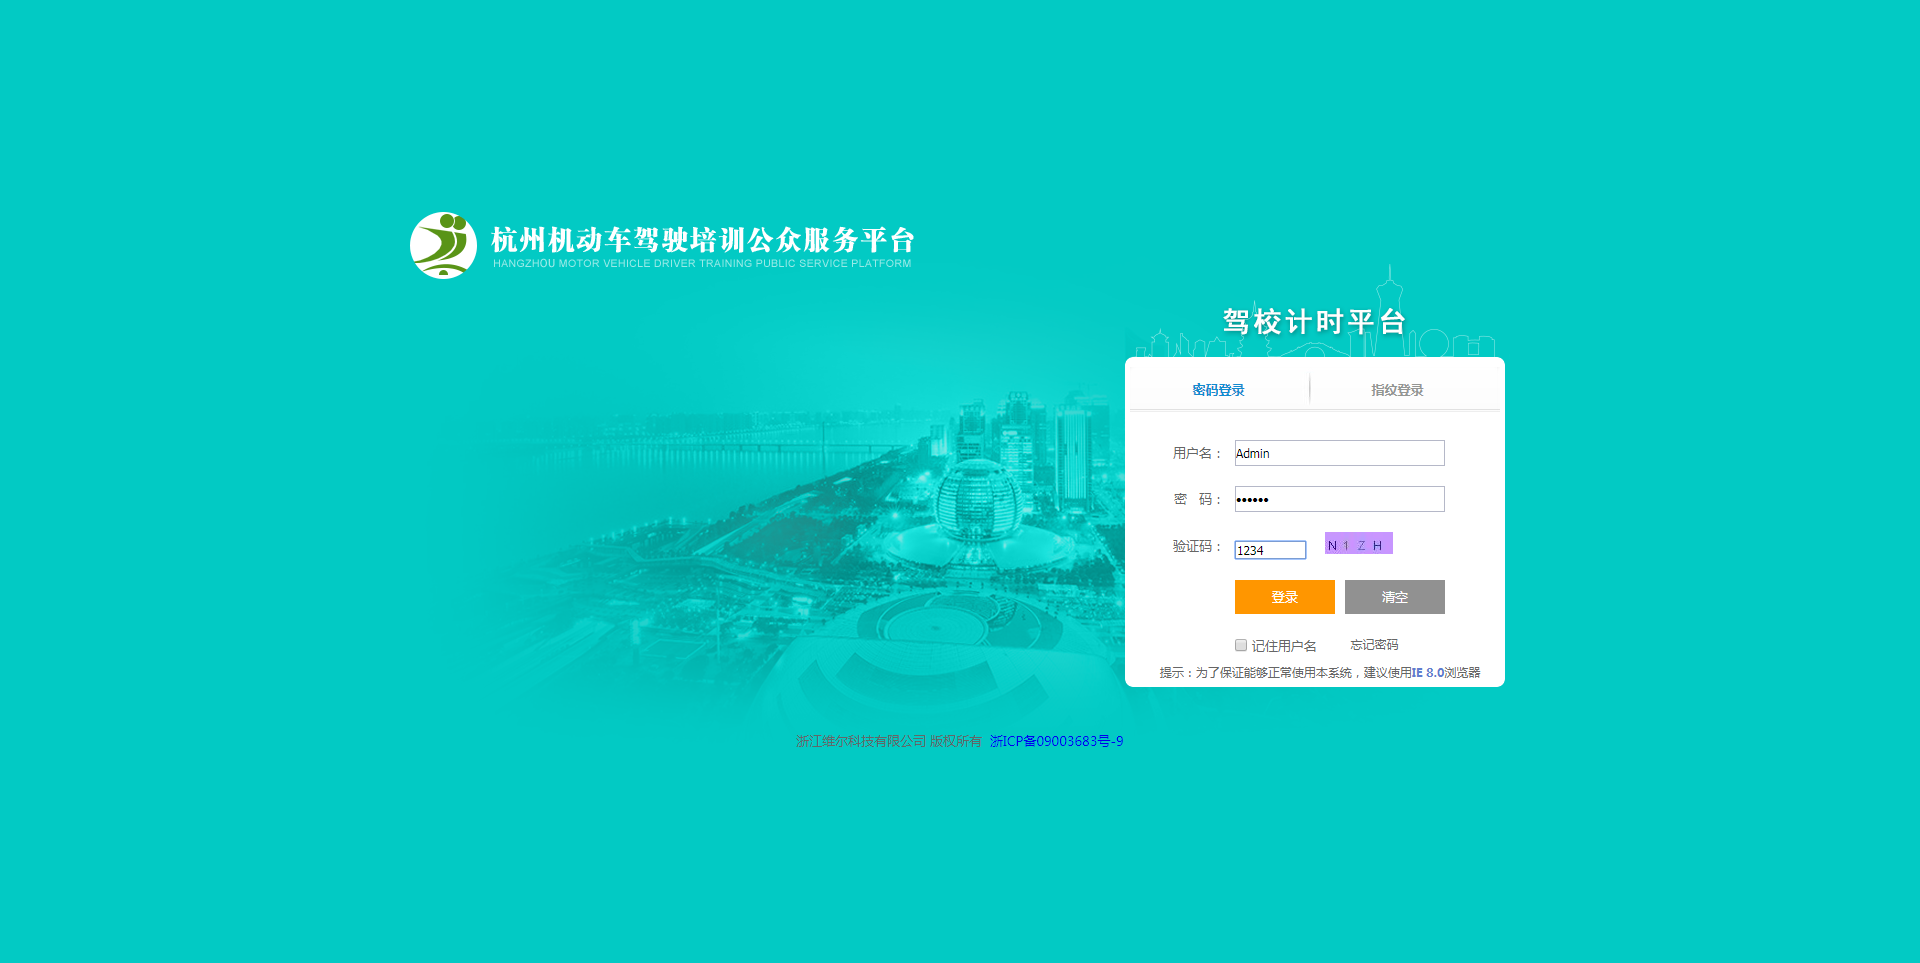 杭州机动车驾驶培训公众服务平台
HANGZHOU MOTOR VEHICLE DRIVER TRAINING PUBLIC SERVICE PLATFORM
驾校计时平台
密码登录 指纹登录
用户名： Admin
密 码： ••••••
验证码： 1234 N 1 Z H
登录 清空
记住用户名 忘记密码
提示：为了保证能够正常使用本系统，建议使用IE 8.0浏览器
浙江维尔科技有限公司 版权所有 浙ICP备09003683号-9